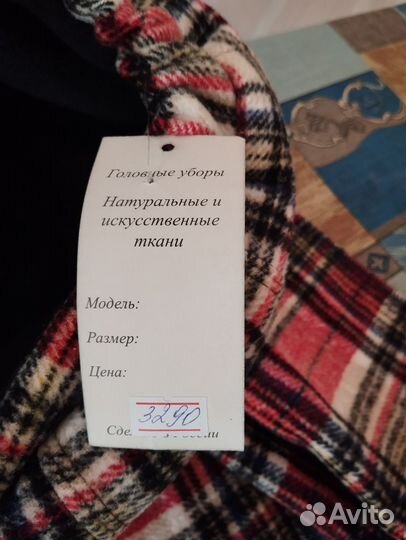 Головные уборы
Натуральные и
искусственные
ткани
Модель:
Размер:
Цена:
3290
Avito